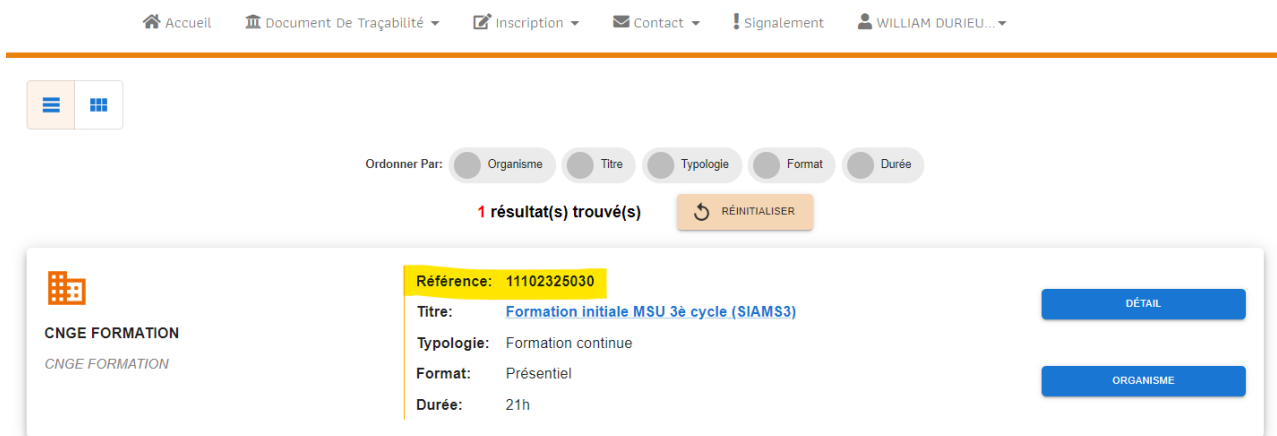 Accueil Document De Traçabilité Inscription Contact Signalement WILLIAM DURIEU...
Ordonner Par: Organisme Titre Typologie Format Durée
1 résultat(s) trouvé(s) RÉINITIALISER
CNGE FORMATION
CNGE FORMATION
Référence: 11102325030
Titre: Formation initiale MSU 3è cycle (SIAMS3)
Typologie: Formation continue
Format: Présentiel
Durée: 21h
DÉTAIL
ORGANISME